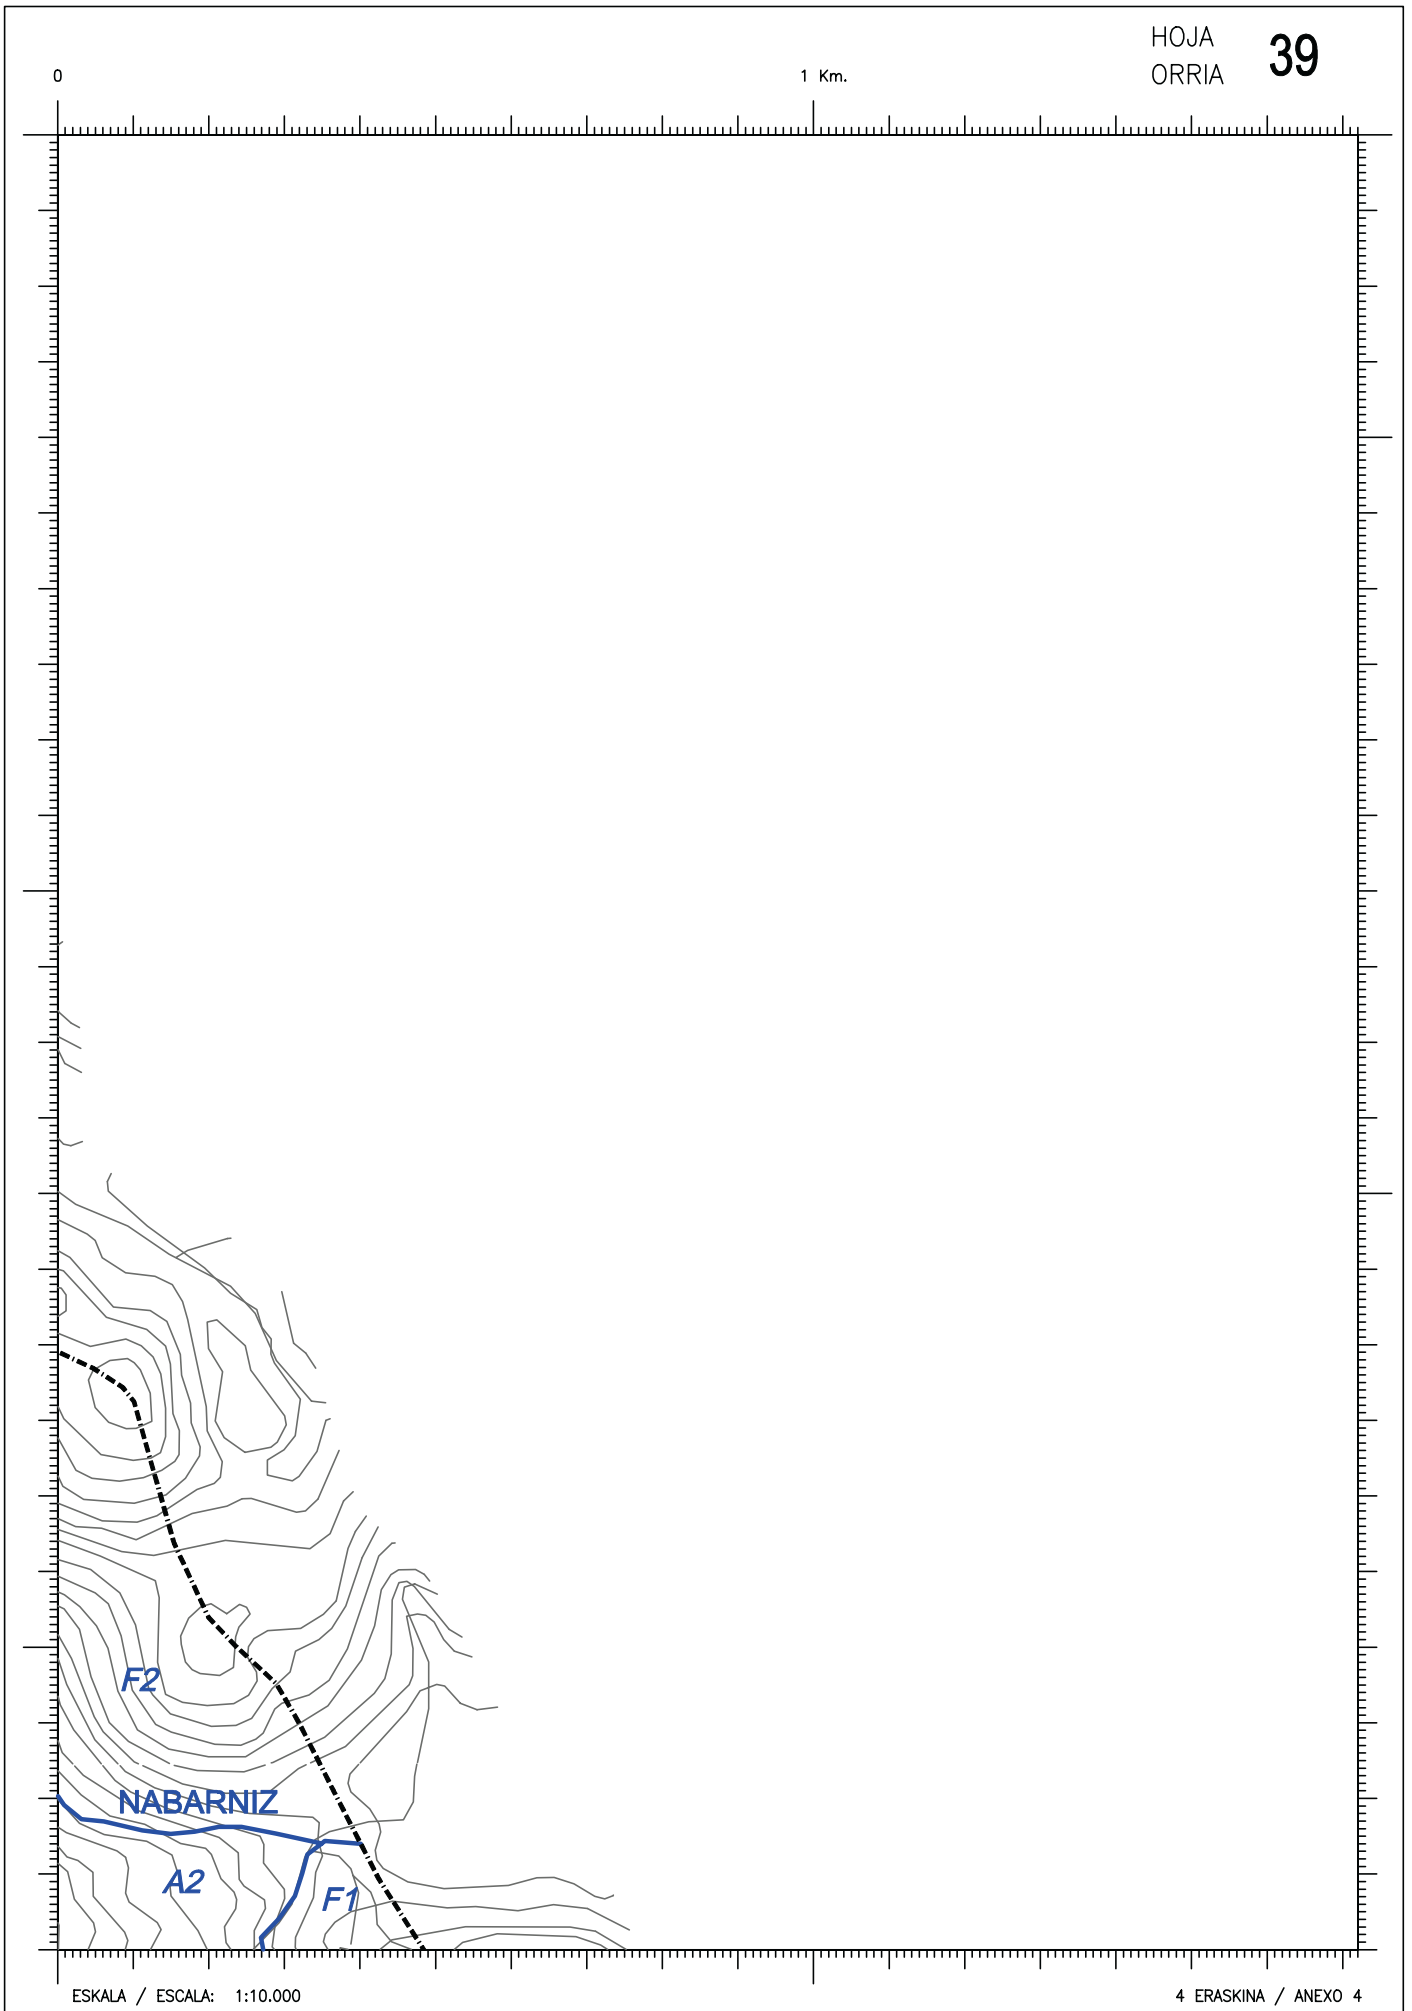 HOJA
ORRIA
39
0
1 Km.
F2
NABARNIZ
A2
F1
ESKALA / ESCALA: 1:10.000
4 ERASKINA / ANEXO 4